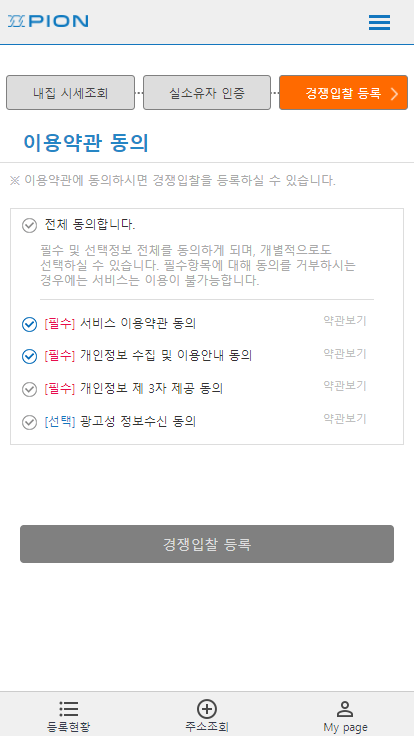 PION
내집 시세조회
실소유자 인증
경쟁입찰 등록
이용약관 동의
※ 이용약관에 동의하시면 경쟁입찰을 등록하실 수 있습니다.
전체 동의합니다.
필수 및 선택정보 전체를 동의하게 되며, 개별적으로도
선택하실 수 있습니다. 필수항목에 대해 동의를 거부하시는
경우에는 서비스는 이용이 불가능합니다.
[필수] 서비스 이용약관 동의 약관보기
[필수] 개인정보 수집 및 이용안내 동의 약관보기
[필수] 개인정보 제 3자 제공 동의 약관보기
[선택] 광고성 정보수신 동의 약관보기
경쟁입찰 등록
등록현황
주소조회
My page